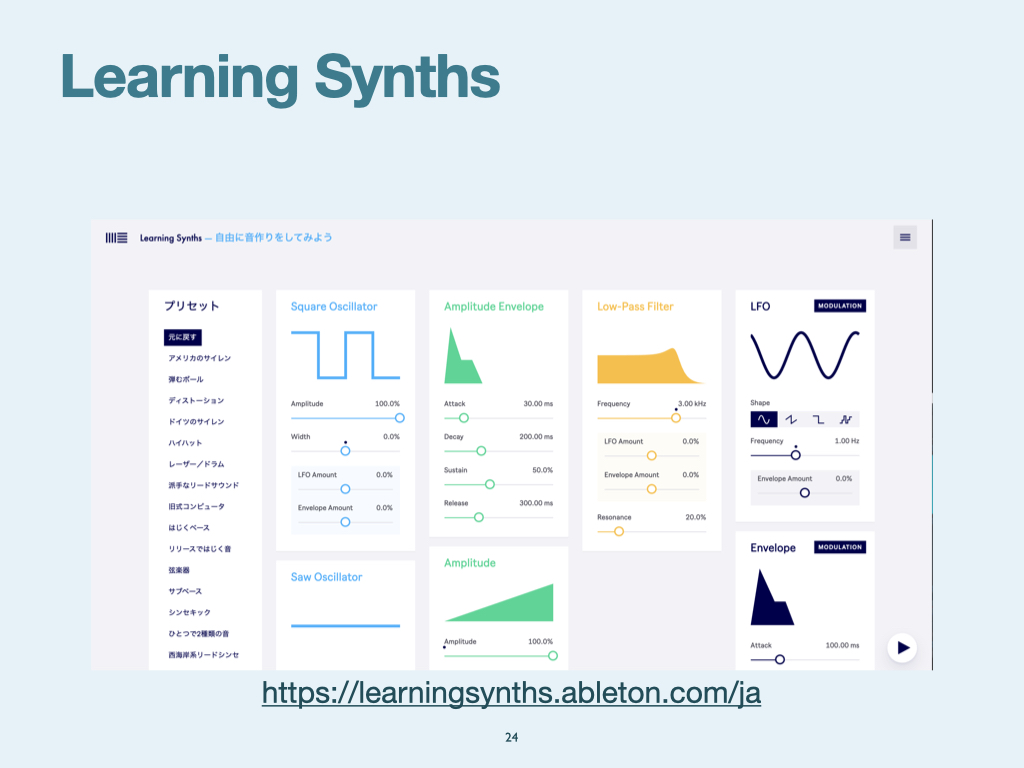 Learning Synths
Learning Synths — 自由に音作りをしてみよう
プリセット
元に戻す
アメリカのサイレン
弾むボール
ディストーション
ドイツのサイレン
ハイハット
レーザー／ドラム
派手なリードサウンド
旧式コンピュータ
はじくベース
リリースではじく音
弦楽器
サブベース
シンセキック
ひとつで2種類の音
西海岸系リードシンセ
Square Oscillator
Amplitude 100.0%
Width 0.0%
LFO Amount 0.0%
Envelope Amount 0.0%
Saw Oscillator
Amplitude Envelope
Attack 30.00 ms
Decay 200.00 ms
Sustain 50.0%
Release 300.00 ms
Amplitude
Amplitude 100.0%
Low-Pass Filter
Frequency 3.00 kHz
LFO Amount 0.0%
Envelope Amount 0.0%
Resonance 20.0%
LFO MODULATION
Shape
Frequency 1.00 Hz
Envelope Amount 0.0%
Envelope MODULATION
Attack 100.00 ms
https://learningsynths.ableton.com/ja
24